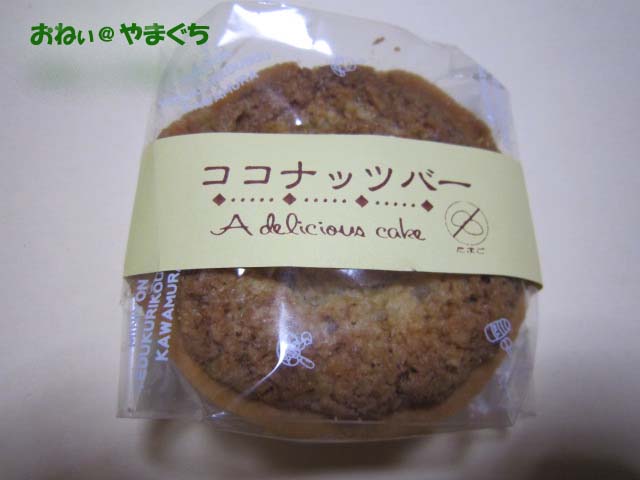 おねぃ@やまぐち
ココナッツバー
A delicious cake
たまご
KAWAMURA